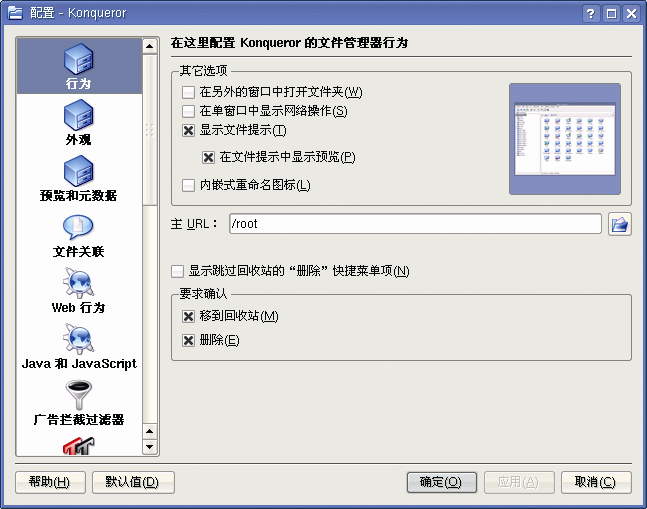 配置 - Konqueror
行为
外观
预览和元数据
文件关联
Web 行为
Java 和 JavaScript
广告拦截过滤器
在这里配置 Konqueror 的文件管理器行为
其它选项
在另外的窗口中打开文件夹(W)
在单窗口中显示网络操作(S)
显示文件提示(T)
在文件提示中显示预览(P)
内嵌式重命名图标(L)
主 URL：
/root
显示跳过回收站的“删除”快捷菜单项(N)
要求确认
移到回收站(M)
删除(E)
帮助(H)
默认值(D)
确定(O)
应用(A)
取消(C)